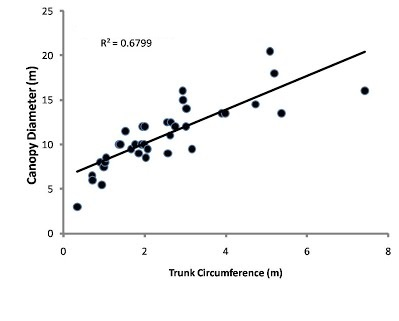 25
R² = 0.6799
20
15
10
5
0
Canopy Diameter (m)
0 2 4 6 8
Trunk Circumference (m)